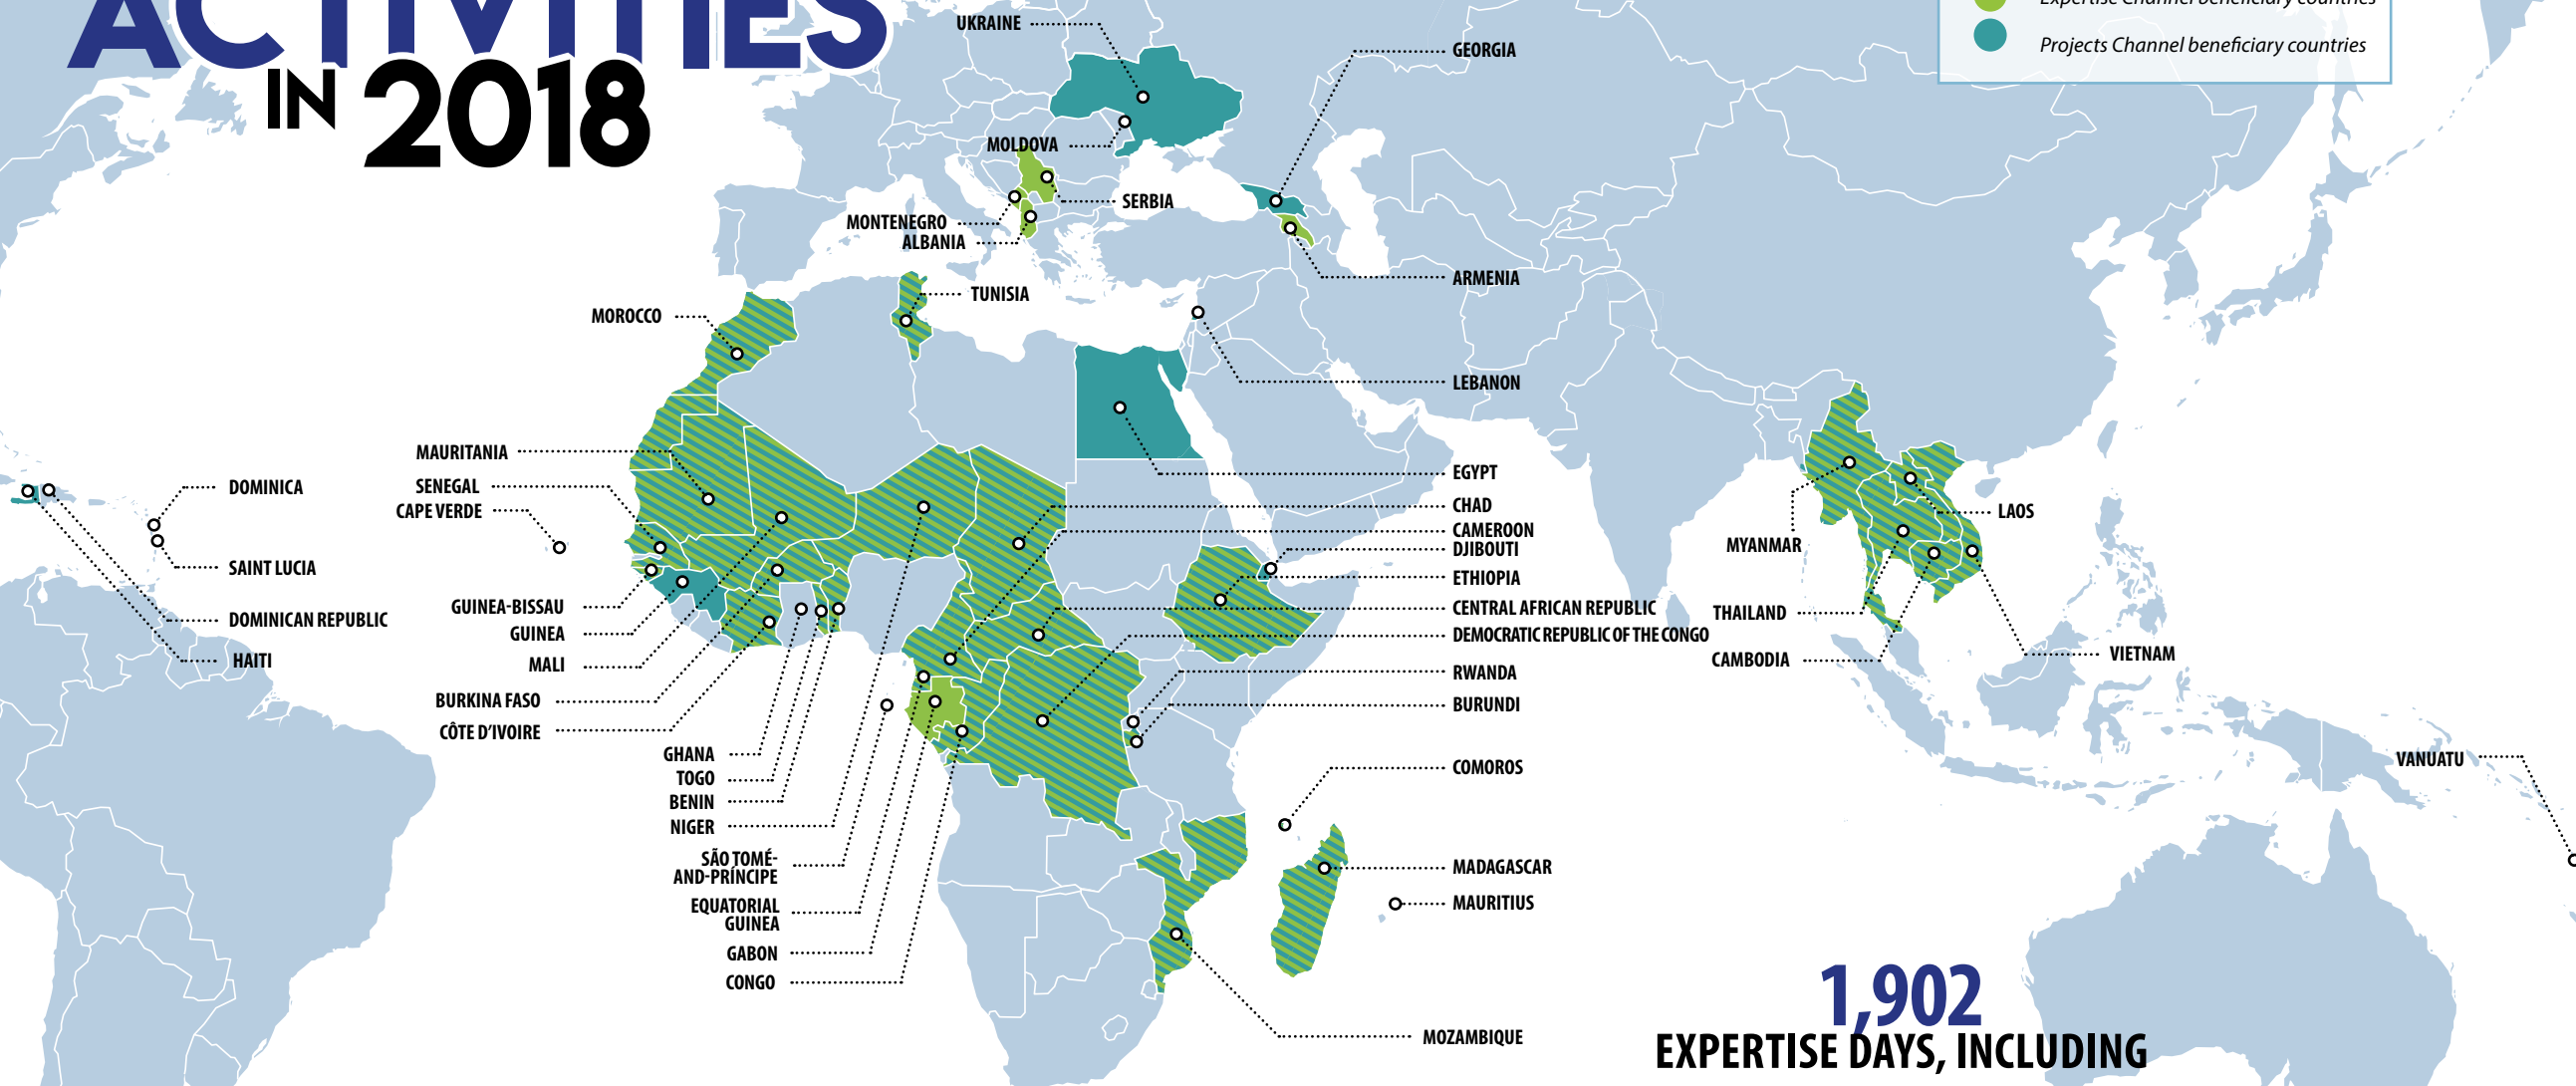 ACTIVITIES
IN 2018
Expertise Channel beneficiary countries
Projects Channel beneficiary countries
UKRAINE
GEORGIA
MOLDOVA
SERBIA
MONTENEGRO
ALBANIA
ARMENIA
TUNISIA
MOROCCO
LEBANON
MAURITANIA
SENEGAL
CAPE VERDE
DOMINICA
SAINT LUCIA
DOMINICAN REPUBLIC
HAITI
GUINEA-BISSAU
GUINEA
MALI
BURKINA FASO
CÔTE D'IVOIRE
GHANA
TOGO
BENIN
NIGER
SÃO TOMÉ-
AND-PRÍNCIPE
EQUATORIAL
GUINEA
GABON
CONGO
EGYPT
CHAD
CAMEROON
DJIBOUTI
ETHIOPIA
CENTRAL AFRICAN REPUBLIC
DEMOCRATIC REPUBLIC OF THE CONGO
RWANDA
BURUNDI
COMOROS
MADAGASCAR
MAURITIUS
MOZAMBIQUE
MYANMAR
LAOS
THAILAND
CAMBODIA
VIETNAM
VANUATU
1,902
EXPERTISE DAYS, INCLUDING